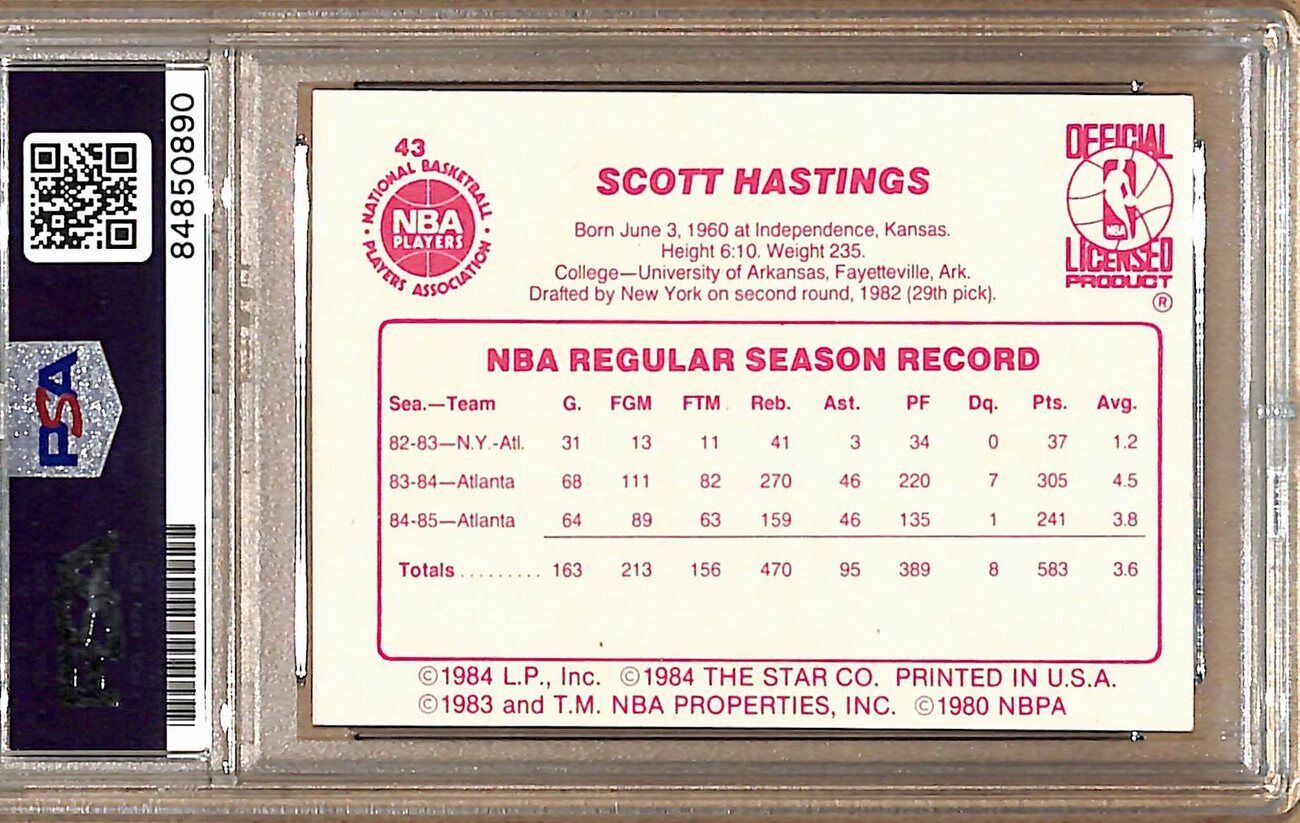 84850890
PSA
43
NATIONAL BASKETBALL
NBA
PLAYERS
PLAYERS ASSOCIATION
SCOTT HASTINGS
Born June 3, 1960 at Independence, Kansas.
Height 6:10. Weight 235.
College—University of Arkansas, Fayetteville, Ark.
Drafted by New York on second round, 1982 (29th pick).
OFFICIAL
NBA
LICENSED
PRODUCT
®
NBA REGULAR SEASON RECORD
Sea.—Team G. FGM FTM Reb. Ast. PF Dq. Pts. Avg.
82-83—N.Y.-Atl. 31 13 11 41 3 34 0 37 1.2
83-84—Atlanta 68 111 82 270 46 220 7 305 4.5
84-85—Atlanta 64 89 63 159 46 135 1 241 3.8
Totals ......... 163 213 156 470 95 389 8 583 3.6
©1984 L.P., Inc. ©1984 THE STAR CO. PRINTED IN U.S.A.
©1983 and T.M. NBA PROPERTIES, INC. ©1980 NBPA